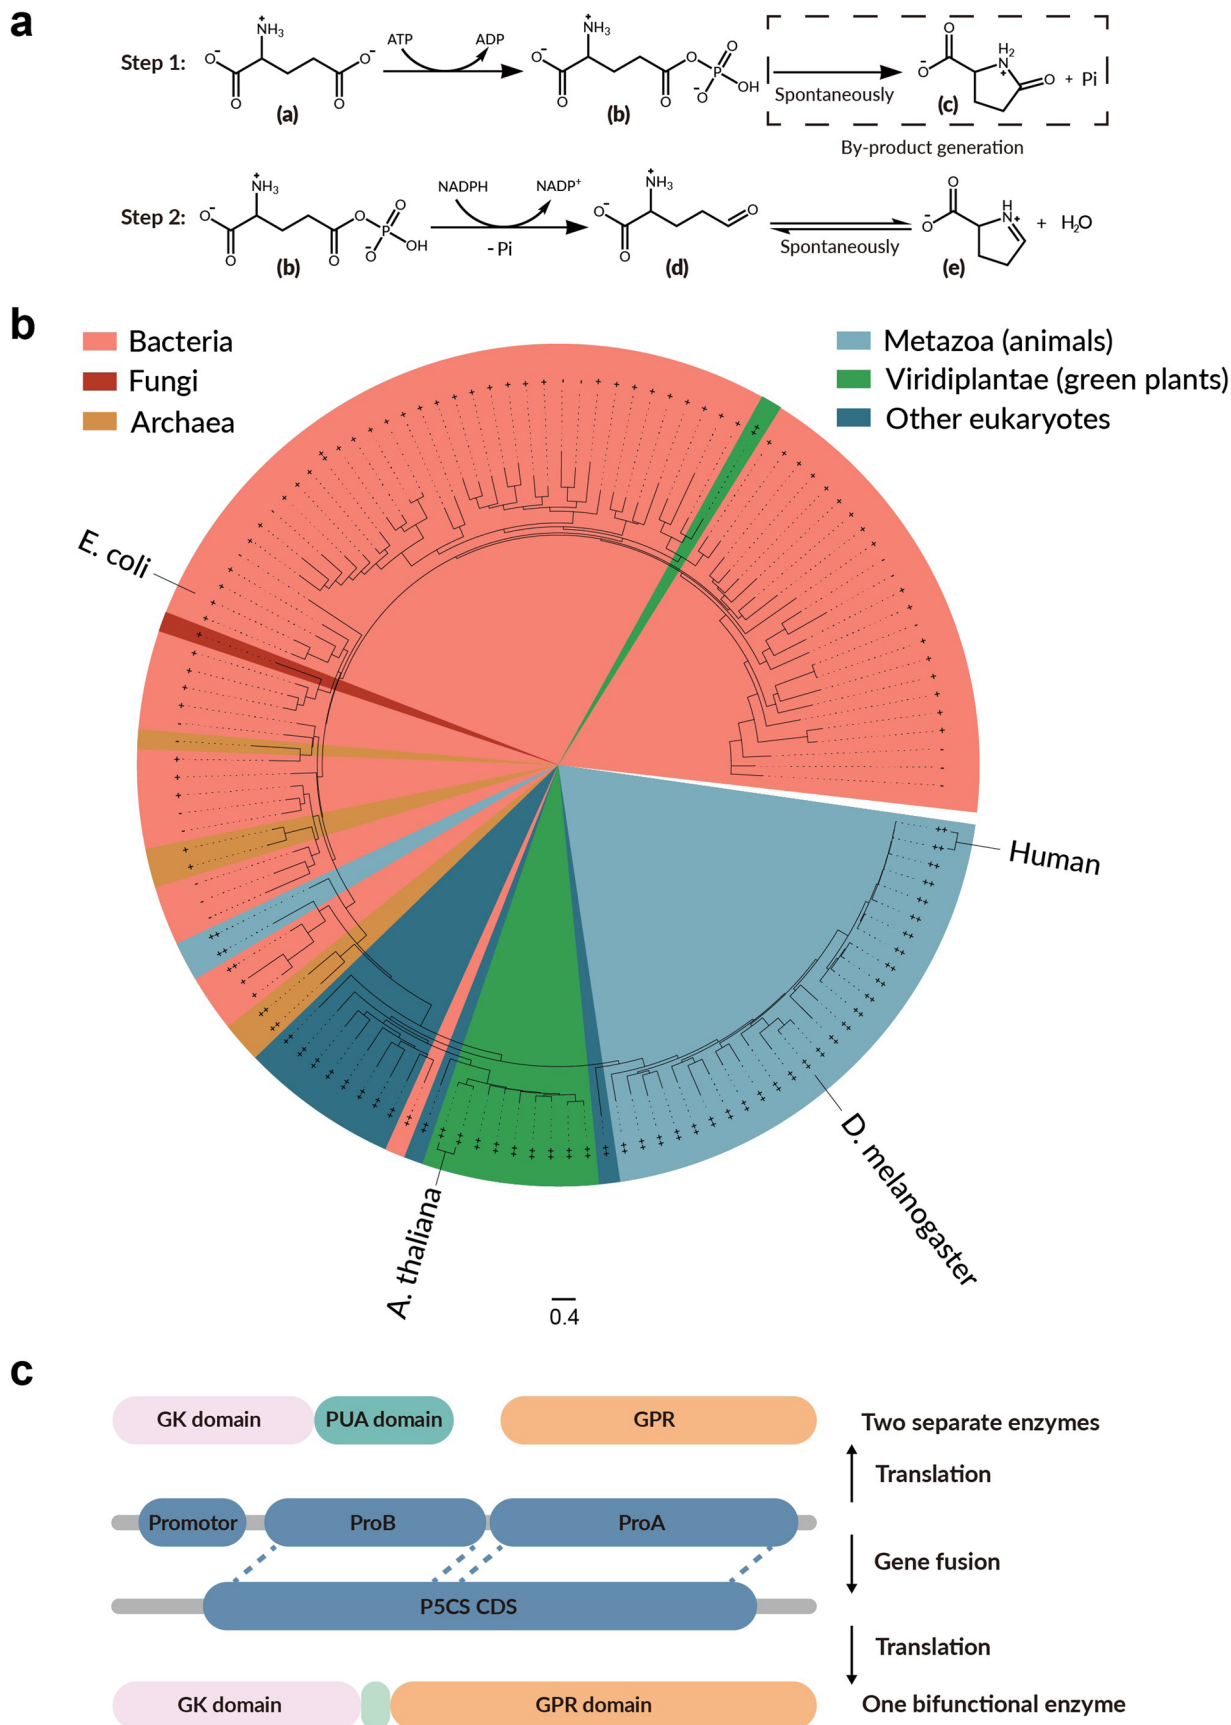 a
Step 1:
O⁻
O
NH₃⁺
O
O⁻
(a)
ATP
ADP
O⁻
O
NH₃⁺
O
O
P
O
O⁻
OH
(b)
Spontaneously
O
O⁻
H₂
N⁺
O
+ Pi
(c)
By-product generation
Step 2:
O⁻
O
NH₃⁺
O
O
P
O
O⁻
OH
(b)
NADPH
NADP⁺
- Pi
O⁻
O
NH₃⁺
O
(d)
Spontaneously
O
O⁻
H
N⁺
+ H₂O
(e)
b
Bacteria
Fungi
Archaea
Metazoa (animals)
Viridiplantae (green plants)
Other eukaryotes
E. coli
Human
D. melanogaster
A. thaliana
0.4
c
GK domain
PUA domain
GPR
Two separate enzymes
Translation
Promotor
ProB
ProA
Gene fusion
P5CS CDS
Translation
GK domain
GPR domain
One bifunctional enzyme